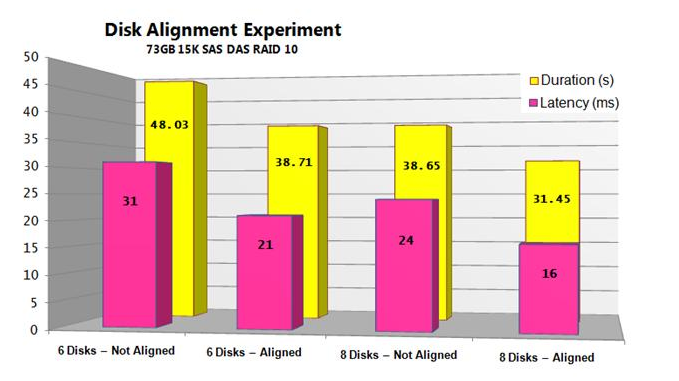 Disk Alignment Experiment
73GB 15K SAS DAS RAID 10
50
45
40
35
30
25
20
15
10
5
0
Duration (s)
Latency (ms)
48.03
38.71
38.65
31.45
31
21
24
16
6 Disks – Not Aligned
6 Disks – Aligned
8 Disks – Not Aligned
8 Disks – Aligned